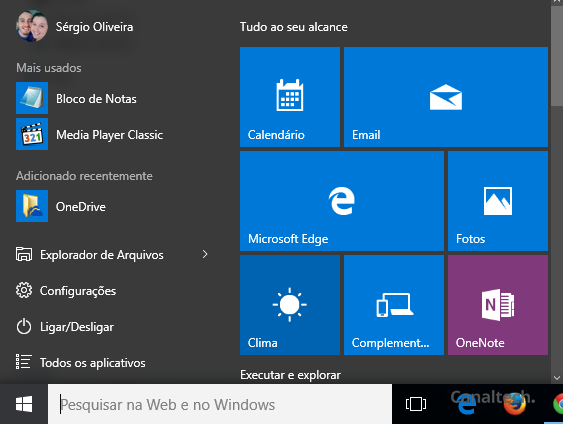 Sérgio Oliveira
Mais usados
Bloco de Notas
321
Media Player Classic
Adicionado recentemente
OneDrive
Explorador de Arquivos
Configurações
Ligar/Desligar
Todos os aplicativos
Tudo ao seu alcance
Calendário
Email
Microsoft Edge
Fotos
Clima
Complement...
N
OneNote
Executar e explorar
Pesquisar na Web e no Windows
Canaltech.